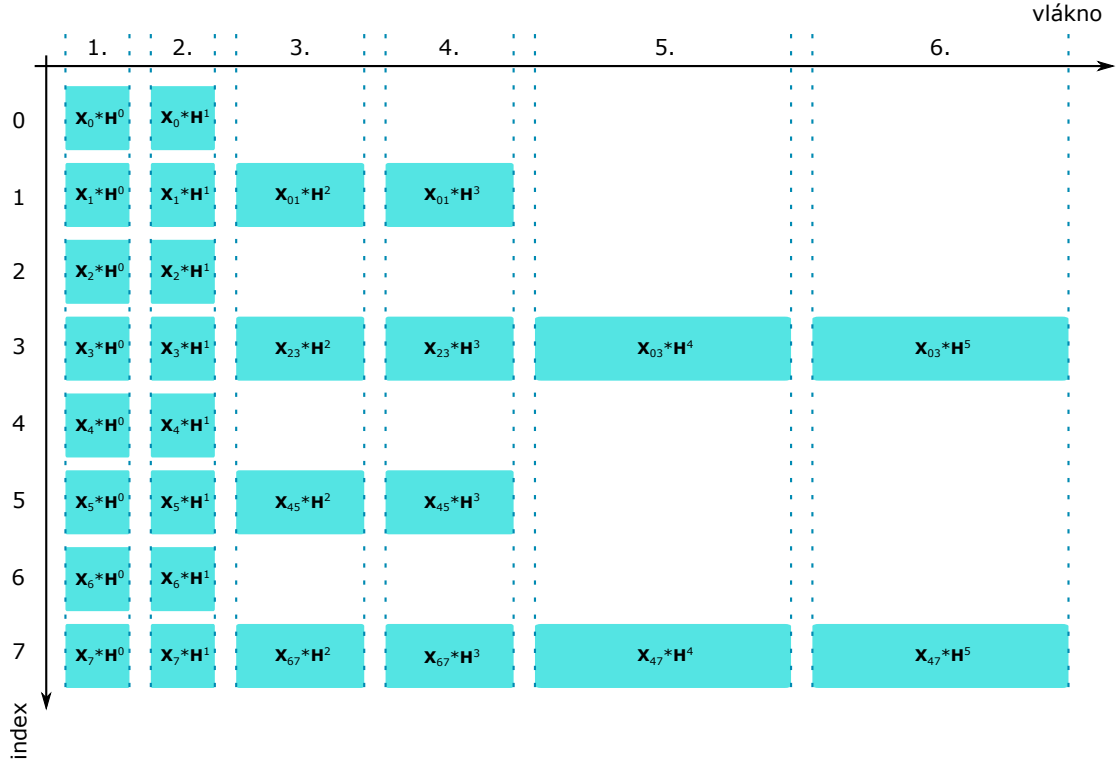 vlákno
1. 2. 3. 4. 5. 6.
0 X₀*H⁰ X₀*H¹
1 X₁*H⁰ X₁*H¹ X₀₁*H² X₀₁*H³
2 X₂*H⁰ X₂*H¹
3 X₃*H⁰ X₃*H¹ X₂₃*H² X₂₃*H³ X₀₃*H⁴ X₀₃*H⁵
4 X₄*H⁰ X₄*H¹
5 X₅*H⁰ X₅*H¹ X₄₅*H² X₄₅*H³
6 X₆*H⁰ X₆*H¹
7 X₇*H⁰ X₇*H¹ X₆₇*H² X₆₇*H³ X₄₇*H⁴ X₄₇*H⁵
index